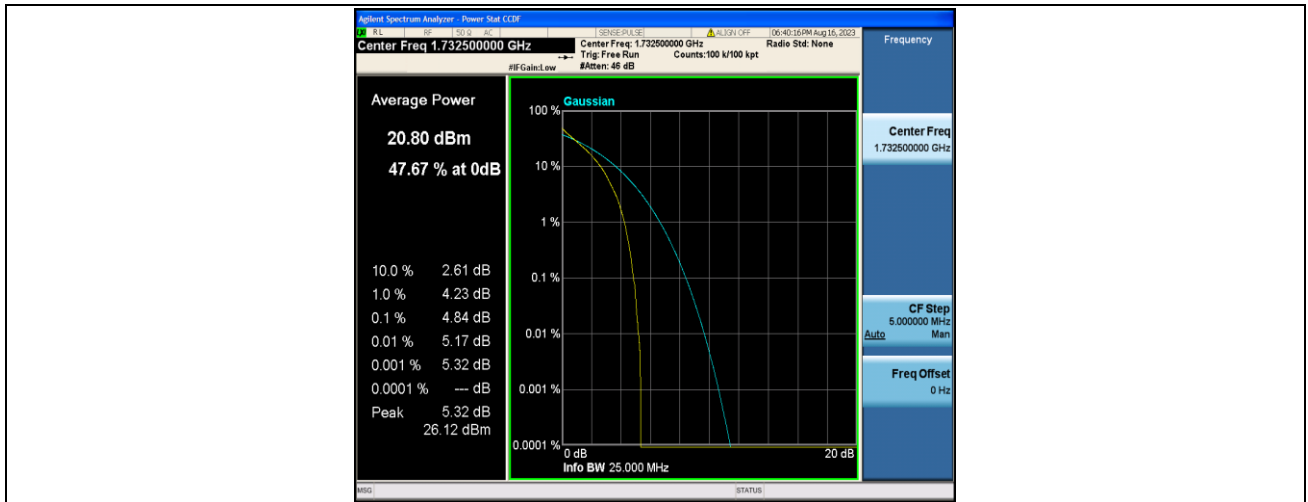 Agilent Spectrum Analyzer - Power Stat CCDF
LXI RL RF 50 Ω AC SENSE:PULSE ALIGN OFF 06:40:16 PM Aug 16, 2023
Center Freq 1.732500000 GHz
Center Freq: 1.732500000 GHz Radio Std: None
Trig: Free Run Counts:100 k/100 kpt
#IFGain:Low #Atten: 46 dB
Frequency
Average Power
20.80 dBm
47.67 % at 0dB
10.0 % 2.61 dB
1.0 % 4.23 dB
0.1 % 4.84 dB
0.01 % 5.17 dB
0.001 % 5.32 dB
0.0001 % --- dB
Peak 5.32 dB
26.12 dBm
Gaussian
100 %
10 %
1 %
0.1 %
0.01 %
0.001 %
0.0001 %
0 dB 20 dB
Info BW 25.000 MHz
Center Freq
1.732500000 GHz
CF Step
5.000000 MHz
Auto Man
Freq Offset
0 Hz
MSG STATUS